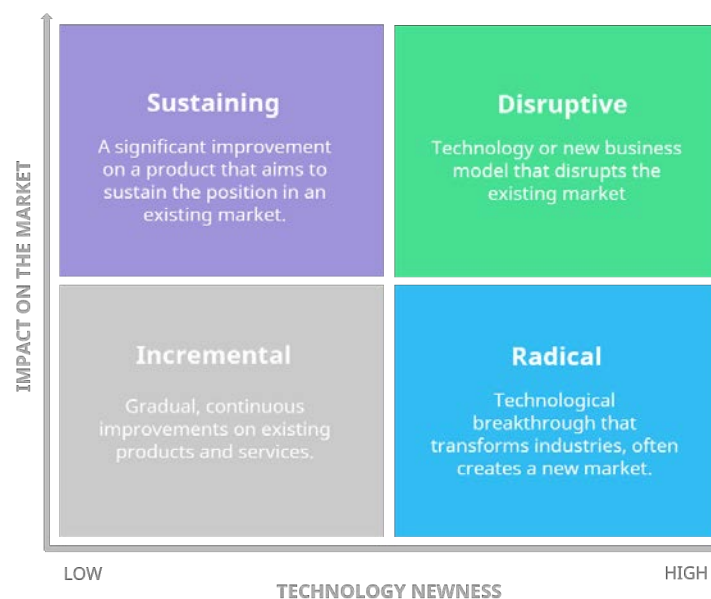 IMPACT ON THE MARKET
Sustaining
A significant improvement
on a product that aims to
sustain the position in an
existing market.
Disruptive
Technology or new business
model that disrupts the
existing market
Incremental
Gradual, continuous
improvements on existing
products and services.
Radical
Technological
breakthrough that
transforms industries, often
creates a new market.
LOW
HIGH
TECHNOLOGY NEWNESS